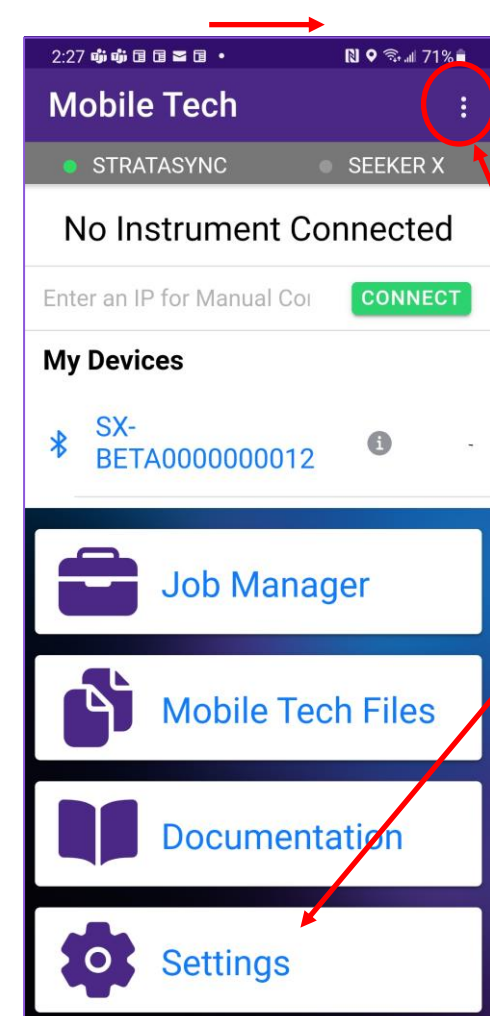 2:27 71%
Mobile Tech
STRATASYNC SEEKER X
No Instrument Connected
Enter an IP for Manual Coı CONNECT
My Devices
SX-
BETA0000000012 -
Job Manager
Mobile Tech Files
Documentation
Settings